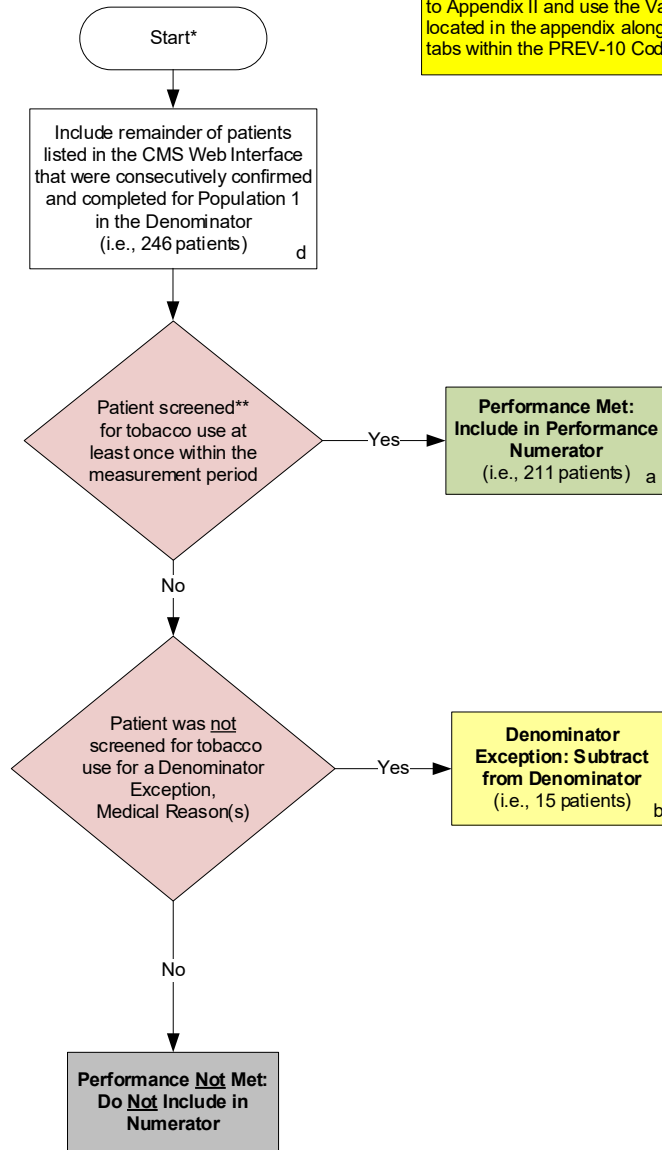 to Appendix II and use the
located in the appendix along
tabs within the PREV-10
Start*
Include remainder of patients
listed in the CMS Web Interface
that were consecutively confirmed
and completed for Population 1
in the Denominator
(i.e., 246 patients)
d
Patient screened**
for tobacco use at
least once within the
measurement period
Yes
Performance Met:
Include in Performance
Numerator
(i.e., 211 patients)
a
No
Patient was not
screened for tobacco
use for a Denominator
Exception,
Medical Reason(s)
Yes
Denominator
Exception: Subtract
from Denominator
(i.e., 15 patients)
b
No
Performance Not Met:
Do Not Include in
Numerator